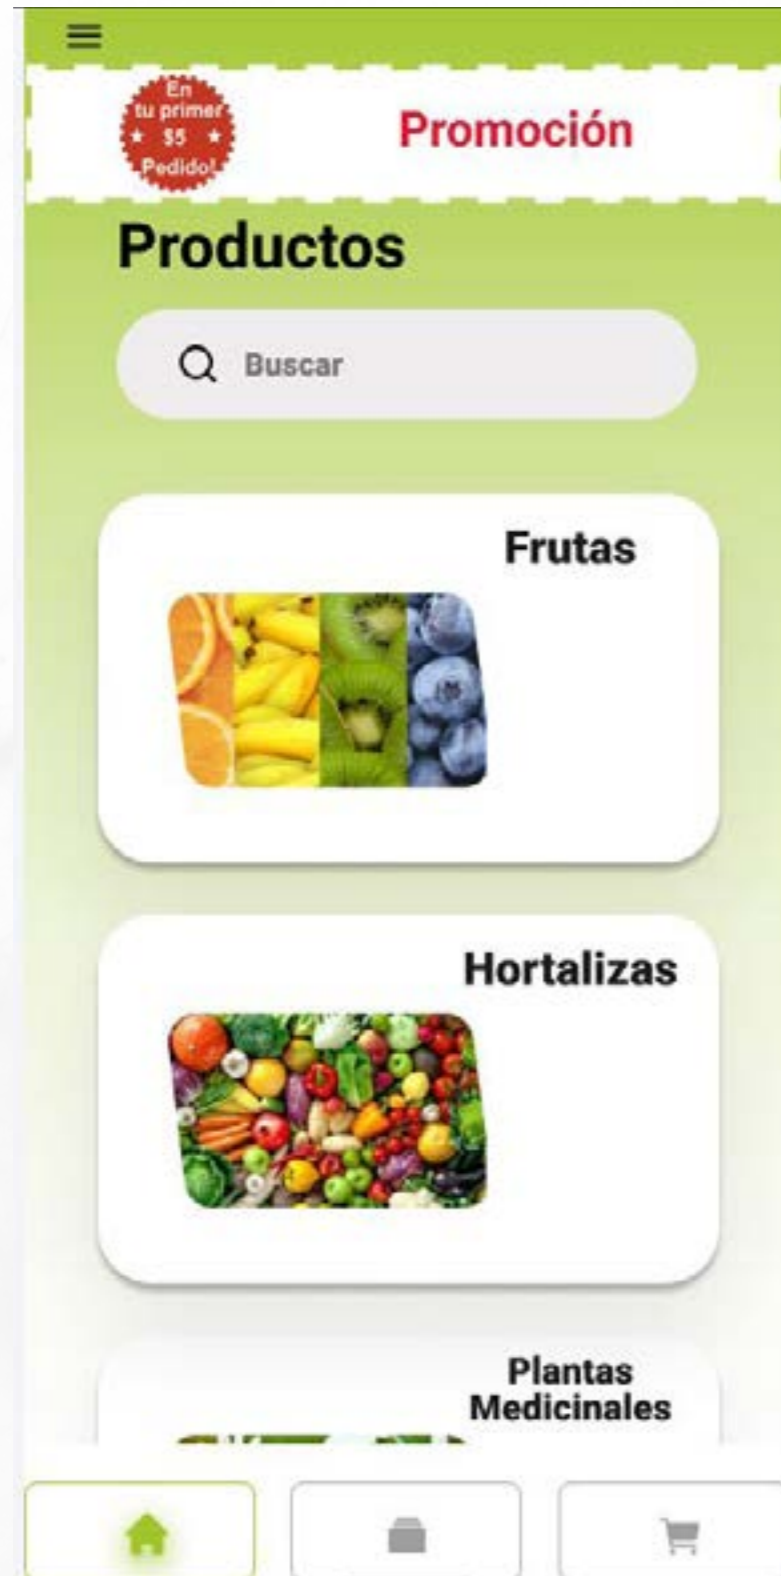 En
tu primer
$5
Pedido!
Promoción
Productos
Buscar
Frutas
Hortalizas
Plantas
Medicinales